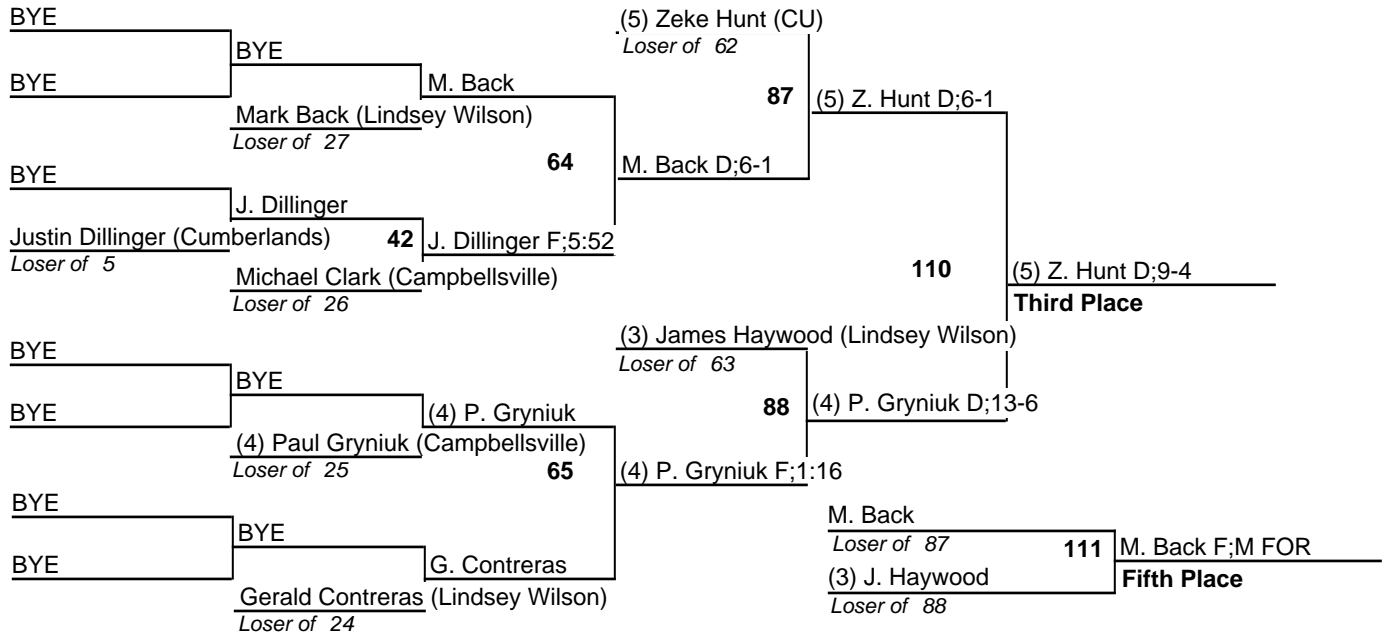 BYE
(5) Zeke Hunt (CU)
Loser of 62
BYE
BYE
M. Back
87
(5) Z. Hunt D;6-1
Mark Back (Lindsey Wilson)
Loser of 27
64
M. Back D;6-1
BYE
J. Dillinger
Justin Dillinger (Cumberlands)
Loser of 5
42
J. Dillinger F;5:52
Michael Clark (Campbellsville)
Loser of 26
110
(5) Z. Hunt D;9-4
Third Place
(3) James Haywood (Lindsey Wilson)
Loser of 63
BYE
BYE
BYE
(4) P. Gryniuk
88
(4) P. Gryniuk D;13-6
(4) Paul Gryniuk (Campbellsville)
Loser of 25
65
(4) P. Gryniuk F;1:16
BYE
BYE
BYE
G. Contreras
Gerald Contreras (Lindsey Wilson)
Loser of 24
M. Back
Loser of 87
111
M. Back F;M FOR
Fifth Place
(3) J. Haywood
Loser of 88